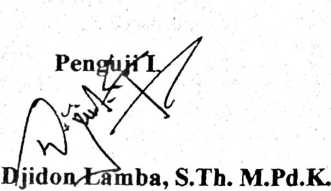 Penguji I.
Djidon Lamba, S.Th. M.Pd.K.